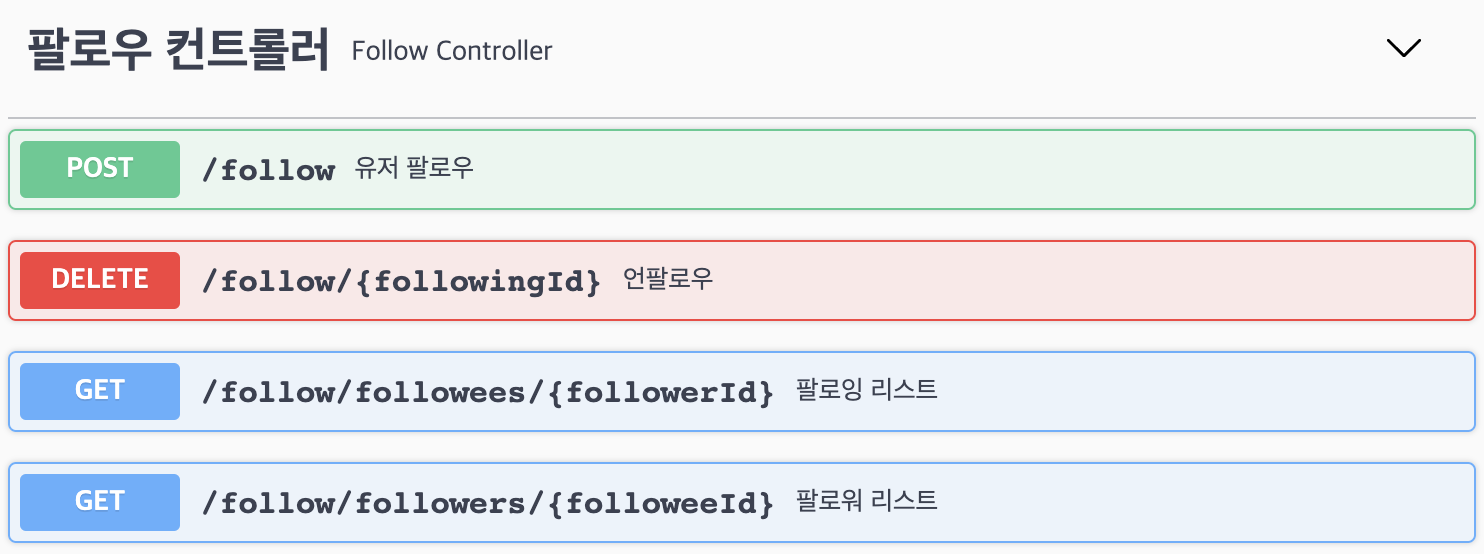 팔로우 컨트롤러 Follow Controller
POST /follow 유저 팔로우
DELETE /follow/{followingId} 언팔로우
GET /follow/followees/{followerId} 팔로잉 리스트
GET /follow/followers/{followeeId} 팔로워 리스트